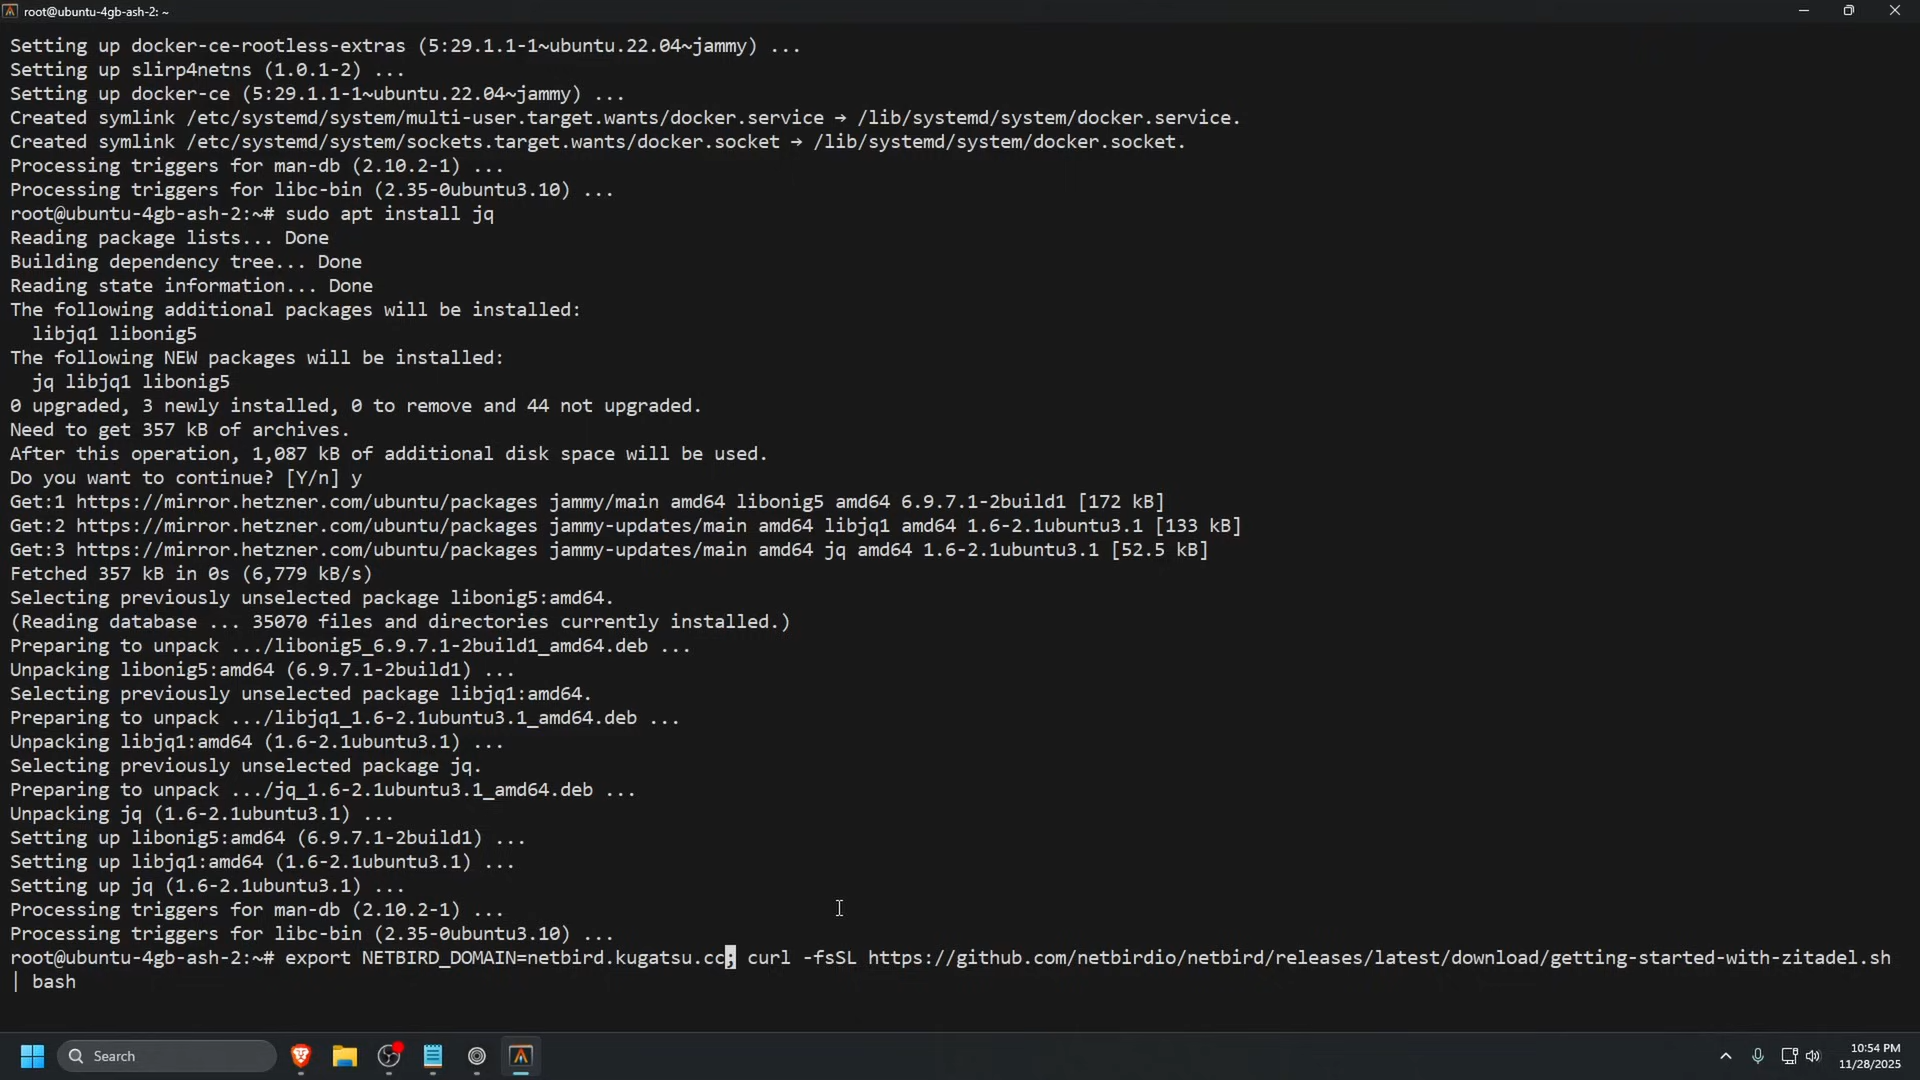 root@ubuntu-4gb-ash-2: ~
Setting up docker-ce-rootless-extras (5:29.1.1-1~ubuntu.22.04~jammy) ...
Setting up slirp4netns (1.0.1-2) ...
Setting up docker-ce (5:29.1.1-1~ubuntu.22.04~jammy) ...
Created symlink /etc/systemd/system/multi-user.target.wants/docker.service → /lib/systemd/system/docker.service.
Created symlink /etc/systemd/system/sockets.target.wants/docker.socket → /lib/systemd/system/docker.socket.
Processing triggers for man-db (2.10.2-1) ...
Processing triggers for libc-bin (2.35-0ubuntu3.10) ...
root@ubuntu-4gb-ash-2:~# sudo apt install jq
Reading package lists... Done
Building dependency tree... Done
Reading state information... Done
The following additional packages will be installed:
  libjq1 libonig5
The following NEW packages will be installed:
  jq libjq1 libonig5
0 upgraded, 3 newly installed, 0 to remove and 44 not upgraded.
Need to get 357 kB of archives.
After this operation, 1,087 kB of additional disk space will be used.
Do you want to continue? [Y/n] y
Get:1 https://mirror.hetzner.com/ubuntu/packages jammy/main amd64 libonig5 amd64 6.9.7.1-2build1 [172 kB]
Get:2 https://mirror.hetzner.com/ubuntu/packages jammy-updates/main amd64 libjq1 amd64 1.6-2.1ubuntu3.1 [133 kB]
Get:3 https://mirror.hetzner.com/ubuntu/packages jammy-updates/main amd64 jq amd64 1.6-2.1ubuntu3.1 [52.5 kB]
Fetched 357 kB in 0s (6,779 kB/s)
Selecting previously unselected package libonig5:amd64.
(Reading database ... 35070 files and directories currently installed.)
Preparing to unpack .../libonig5_6.9.7.1-2build1_amd64.deb ...
Unpacking libonig5:amd64 (6.9.7.1-2build1) ...
Selecting previously unselected package libjq1:amd64.
Preparing to unpack .../libjq1_1.6-2.1ubuntu3.1_amd64.deb ...
Unpacking libjq1:amd64 (1.6-2.1ubuntu3.1) ...
Selecting previously unselected package jq.
Preparing to unpack .../jq_1.6-2.1ubuntu3.1_amd64.deb ...
Unpacking jq (1.6-2.1ubuntu3.1) ...
Setting up libonig5:amd64 (6.9.7.1-2build1) ...
Setting up libjq1:amd64 (1.6-2.1ubuntu3.1) ...
Setting up jq (1.6-2.1ubuntu3.1) ...
Processing triggers for man-db (2.10.2-1) ...
Processing triggers for libc-bin (2.35-0ubuntu3.10) ...
root@ubuntu-4gb-ash-2:~# export NETBIRD_DOMAIN=netbird.kugatsu.cc; curl -fsSL https://github.com/netbirdio/netbird/releases/latest/download/getting-started-with-zitadel.sh
| bash
Search
10:54 PM
11/28/2025